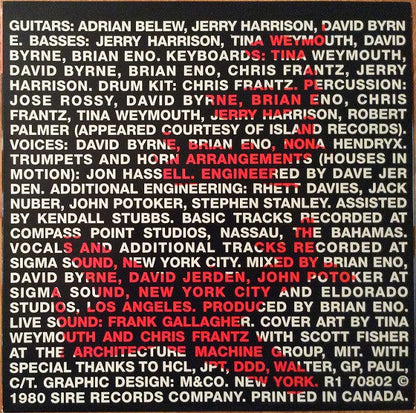 GUITARS: ADRIAN BELEW, JERRY HARRISON, DAVID BYRN
E. BASSES: JERRY HARRISON, TINA WEYMOUTH, DAVID
BYRNE, BRIAN ENO. KEYBOARDS: TINA WEYMOUTH,
DAVID BYRNE, BRIAN ENO, CHRIS FRANTZ, JERRY
HARRISON. DRUM KIT: CHRIS FRANTZ. PERCUSSION:
JOSE ROSSY, DAVID BYRNE, BRIAN ENO, CHRIS
FRANTZ, TINA WEYMOUTH, JERRY HARRISON, ROBERT
PALMER (APPEARED COURTESY OF ISLAND RECORDS).
VOICES: DAVID BYRNE, BRIAN ENO, NONA HENDRYX.
TRUMPETS AND HORN ARRANGEMENTS (HOUSES IN
MOTION): JON HASSELL. ENGINEERED BY DAVE JER
DEN. ADDITIONAL ENGINEERING: RHETT DAVIES, JACK
NUBER, JOHN POTOKER, STEPHEN STANLEY. ASSISTED
BY KENDALL STUBBS. BASIC TRACKS RECORDED AT
COMPASS POINT STUDIOS, NASSAU, THE BAHAMAS.
VOCALS AND ADDITIONAL TRACKS RECORDED AT
SIGMA SOUND, NEW YORK CITY. MIXED BY BRIAN ENO,
DAVID BYRNE, DAVID JERDEN, JOHN POTOKER AT
SIGMA SOUND, NEW YORK CITY AND ELDORADO
STUDIOS, LOS ANGELES. PRODUCED BY BRIAN ENO.
LIVE SOUND: FRANK GALLAGHER. COVER ART BY TINA
WEYMOUTH AND CHRIS FRANTZ WITH SCOTT FISHER
AT THE ARCHITECTURE MACHINE GROUP, MIT. WITH
SPECIAL THANKS TO HCL, JPT, DDD, WALTER, GP, PAUL,
C/T. GRAPHIC DESIGN: M&CO. NEW YORK. R1 70802 ©
1980 SIRE RECORDS COMPANY. PRINTED IN CANADA.